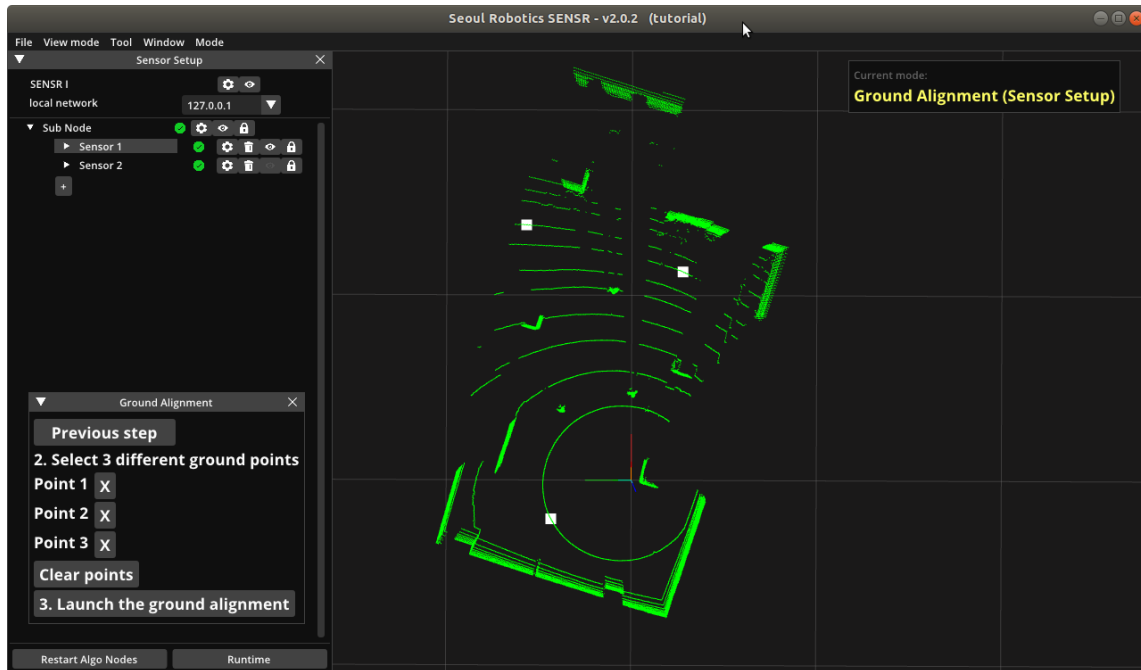 Seoul Robotics SENSR - v2.0.2 (tutorial)
File View mode Tool Window Mode
Sensor Setup
SENSR I
local network 127.0.0.1
Sub Node
Sensor 1
Sensor 2
+
Current mode:
Ground Alignment (Sensor Setup)
Ground Alignment
Previous step
2. Select 3 different ground points
Point 1 X
Point 2 X
Point 3 X
Clear points
3. Launch the ground alignment
Restart Algo Nodes Runtime